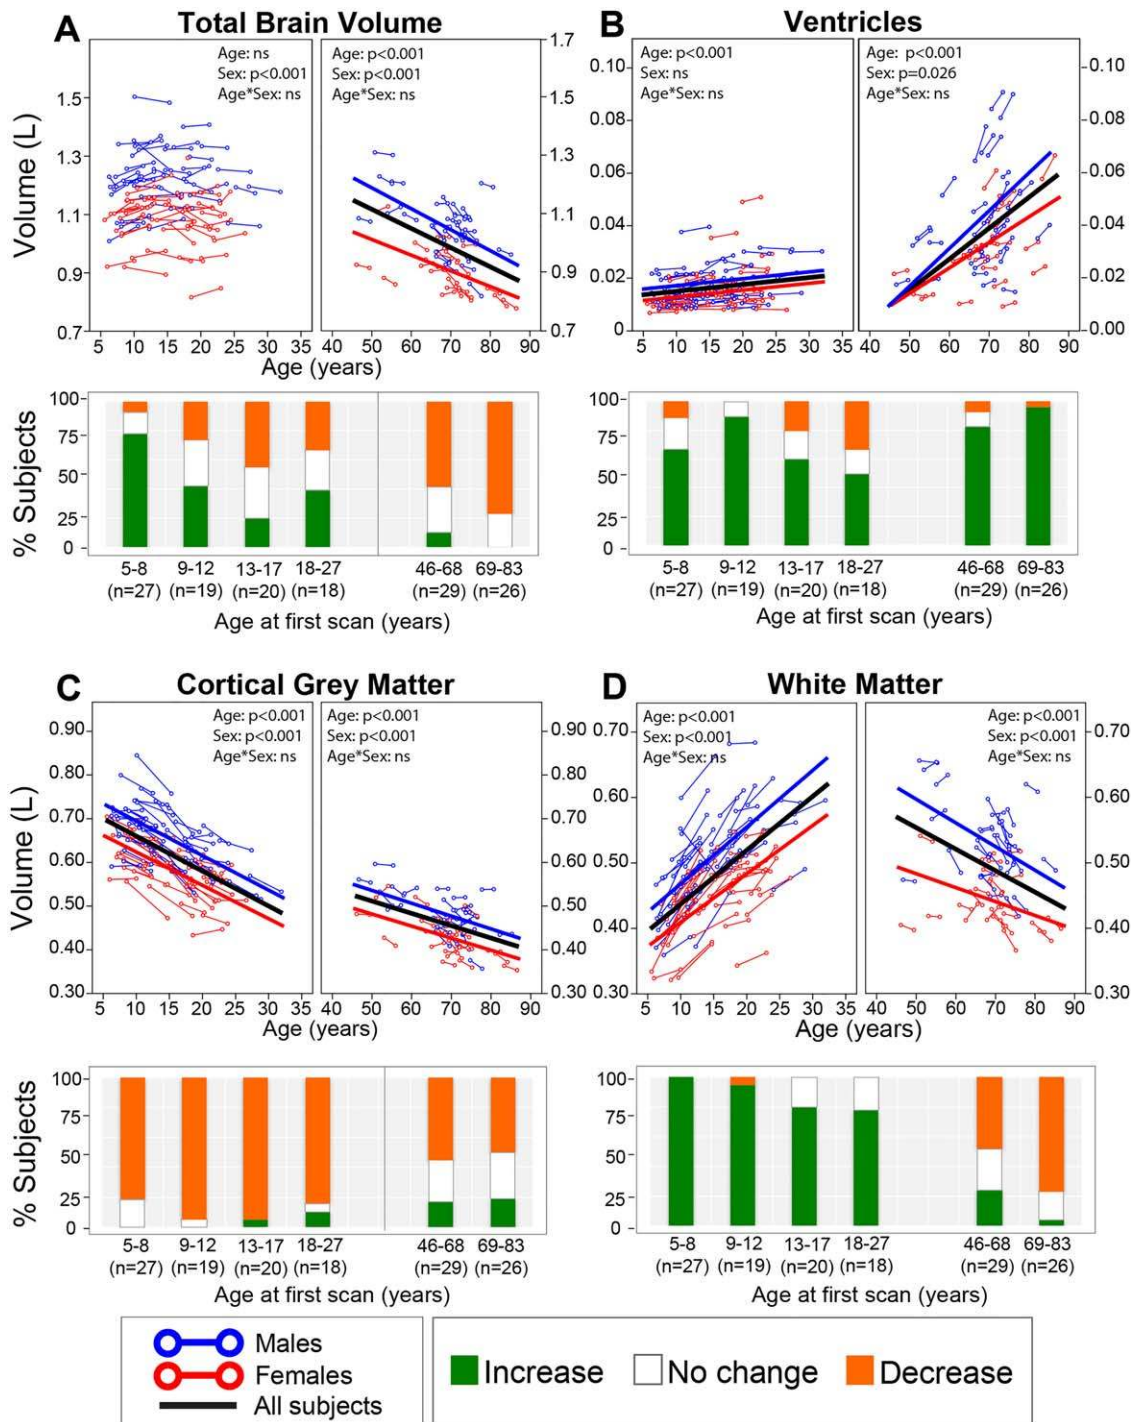 A Total Brain Volume
Age: ns
Sex: p<0.001
Age*Sex: ns
Age: p<0.001
Sex: p<0.001
Age*Sex: ns
Volume (L)
1.5
1.3
1.1
0.9
0.7
1.7
1.5
1.3
1.1
0.9
0.7
5 10 15 20 25 30 35 40 50 60 70 80 90
Age (years)
% Subjects
100
75
50
25
0
5-8 9-12 13-17 18-27 46-68 69-83
(n=27) (n=19) (n=20) (n=18) (n=29) (n=26)
Age at first scan (years)
B Ventricles
Age: p<0.001
Sex: ns
Age*Sex: ns
Age: p<0.001
Sex: p=0.026
Age*Sex: ns
0.10
0.08
0.06
0.04
0.02
0
0.10
0.08
0.06
0.04
0.02
0.00
5 10 15 20 25 30 35 40 50 60 70 80 90
100
75
50
25
0
5-8 9-12 13-17 18-27 46-68 69-83
(n=27) (n=19) (n=20) (n=18) (n=29) (n=26)
Age at first scan (years)
C Cortical Grey Matter
Age: p<0.001
Sex: p<0.001
Age*Sex: ns
Age: p<0.001
Sex: p<0.001
Age*Sex: ns
Volume (L)
0.90
0.80
0.70
0.60
0.50
0.40
0.30
0.90
0.80
0.70
0.60
0.50
0.40
0.30
5 10 15 20 25 30 35 40 50 60 70 80 90
Age (years)
% Subjects
100
75
50
25
0
5-8 9-12 13-17 18-27 46-68 69-83
(n=27) (n=19) (n=20) (n=18) (n=29) (n=26)
Age at first scan (years)
D White Matter
Age: p<0.001
Sex: p<0.001
Age*Sex: ns
Age: p<0.001
Sex: p<0.001
Age*Sex: ns
0.70
0.60
0.50
0.40
0.30
0.70
0.60
0.50
0.40
0.30
5 10 15 20 25 30 35 40 50 60 70 80 90
Age (years)
100
75
50
25
0
5-8 9-12 13-17 18-27 46-68 69-83
(n=27) (n=19) (n=20) (n=18) (n=29) (n=26)
Age at first scan (years)
Males
Females
All subjects
Increase No change Decrease